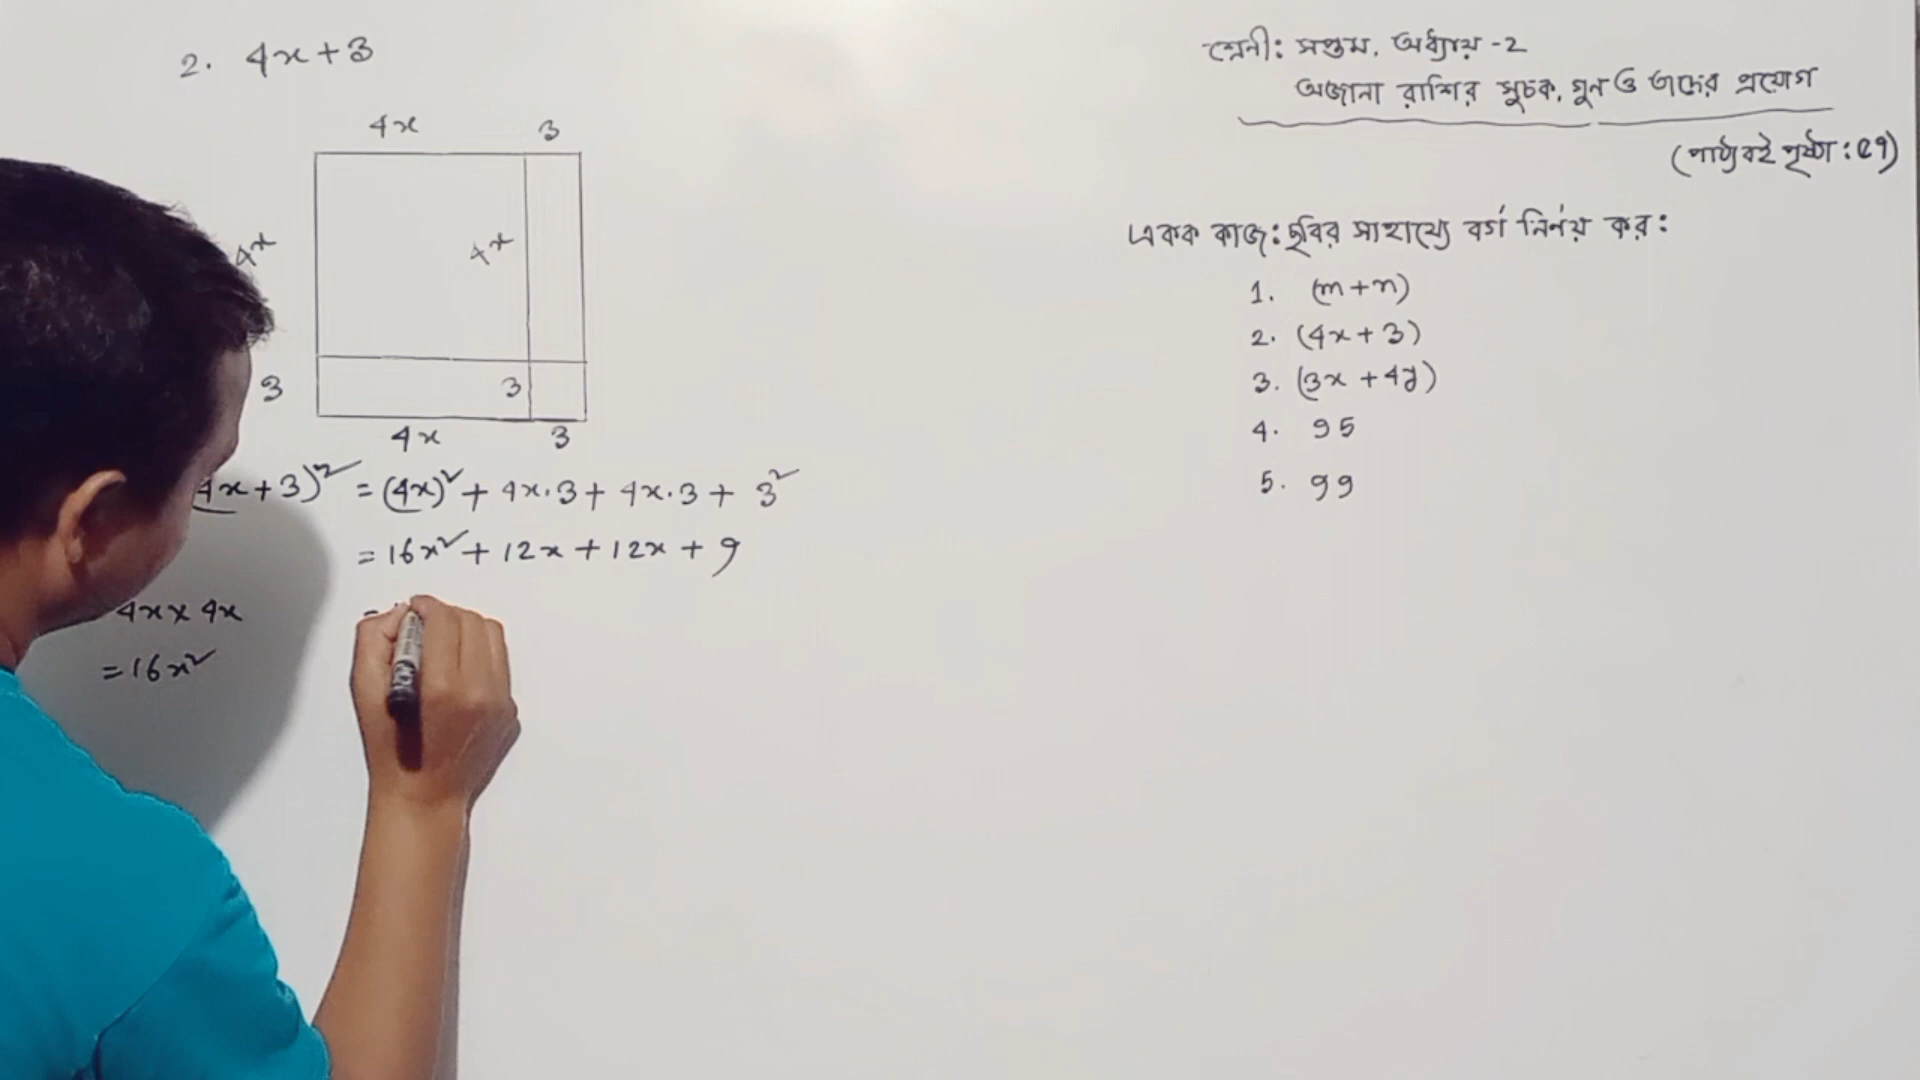 2. 4x+3
4x 3
4x 4x
3 3
4x 3
4x+3)² = (4x)² + 4x·3 + 4x·3 + 3²
= 16x² + 12x + 12x + 9
4x × 4x =
= 16x²
শ্রেনী: সপ্তম, অধ্যায় -2
অজানা রাশির সূচক, গুন ও তাদের প্রয়োগ
(পাঠ্যবই পৃষ্ঠা: ৫৭)
একক কাজ: ছবির সাহায্যে বর্গ নির্ণয় কর:
1. (m+n)
2. (4x+3)
3. (3x+4y)
4. 95
5. 99